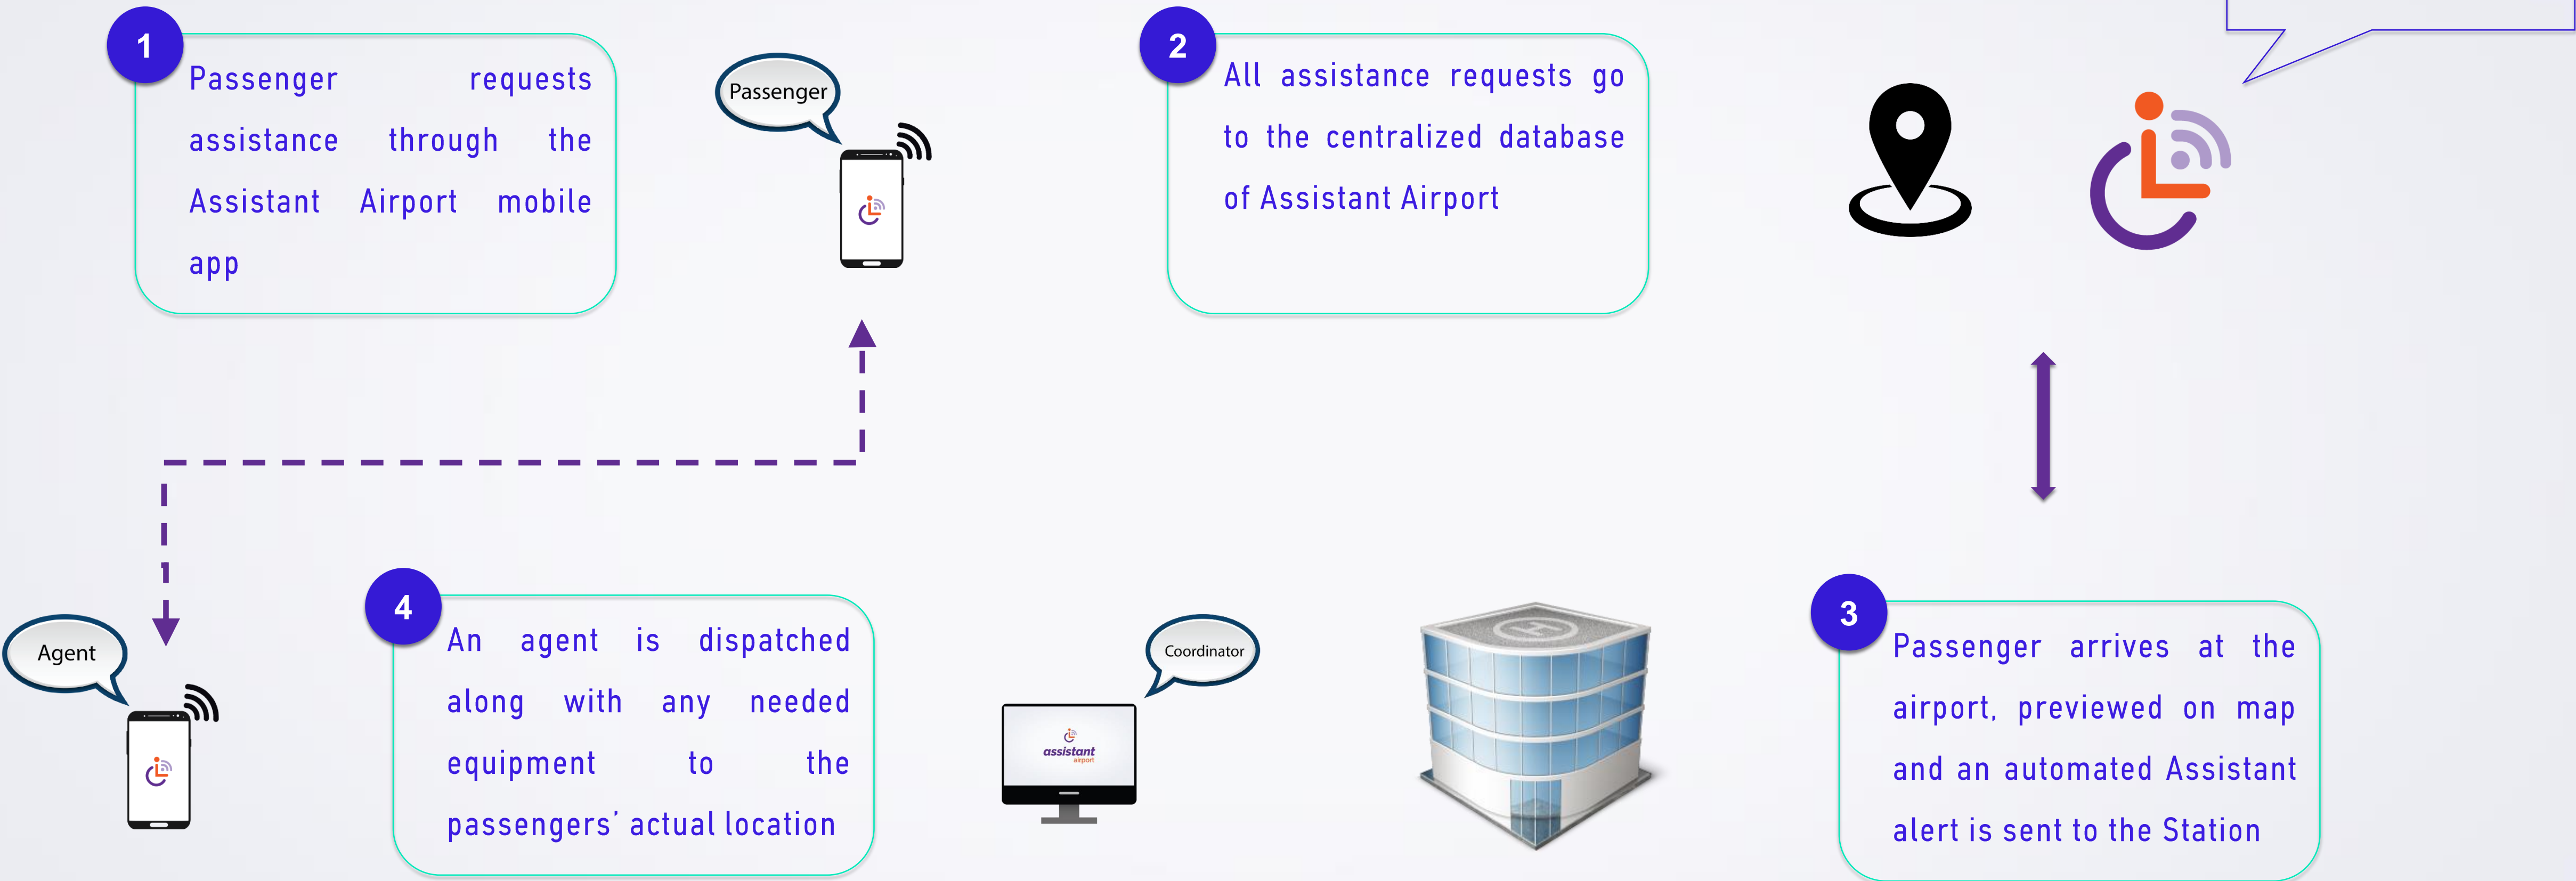 1
Passenger requests
assistance through the
Assistant Airport mobile
app
Passenger
2
All assistance requests go
to the centralized database
of Assistant Airport
Agent
4
An agent is dispatched
along with any needed
equipment to the
passengers’ actual location
Coordinator
assistant
airport
3
Passenger arrives at the
airport, previewed on map
and an automated Assistant
alert is sent to the Station
H